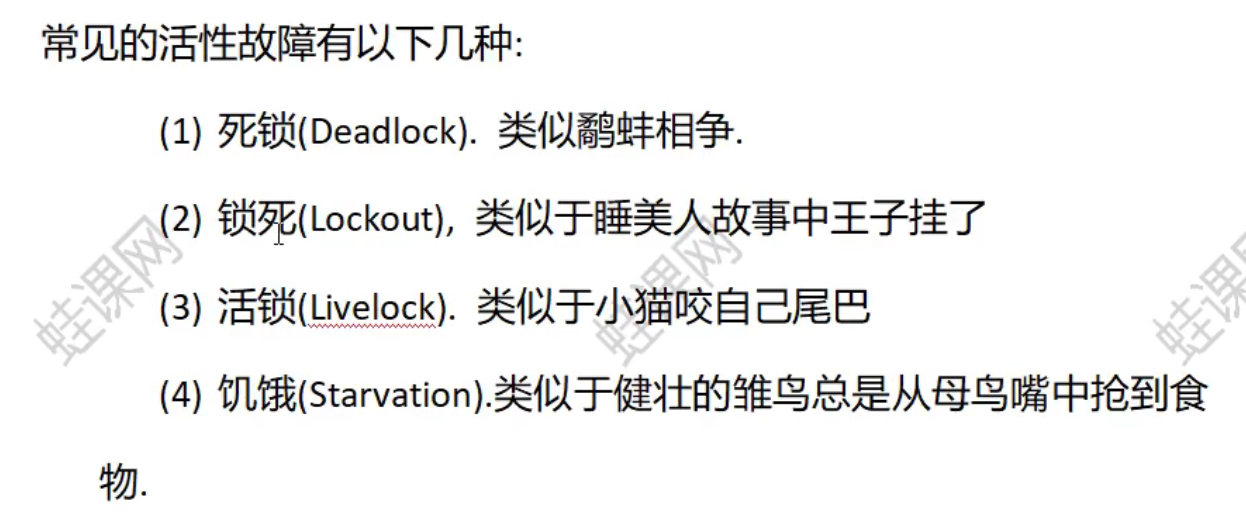 常见的活性故障有以下几种:
(1) 死锁(Deadlock). 类似鹬蚌相争.
(2) 锁死(Lockout), 类似于睡美人故事中王子挂了
(3) 活锁(Livelock). 类似于小猫咬自己尾巴
(4) 饥饿(Starvation).类似于健壮的雏鸟总是从母鸟嘴中抢到食
物.
蛙课网
蛙课网
蛙课